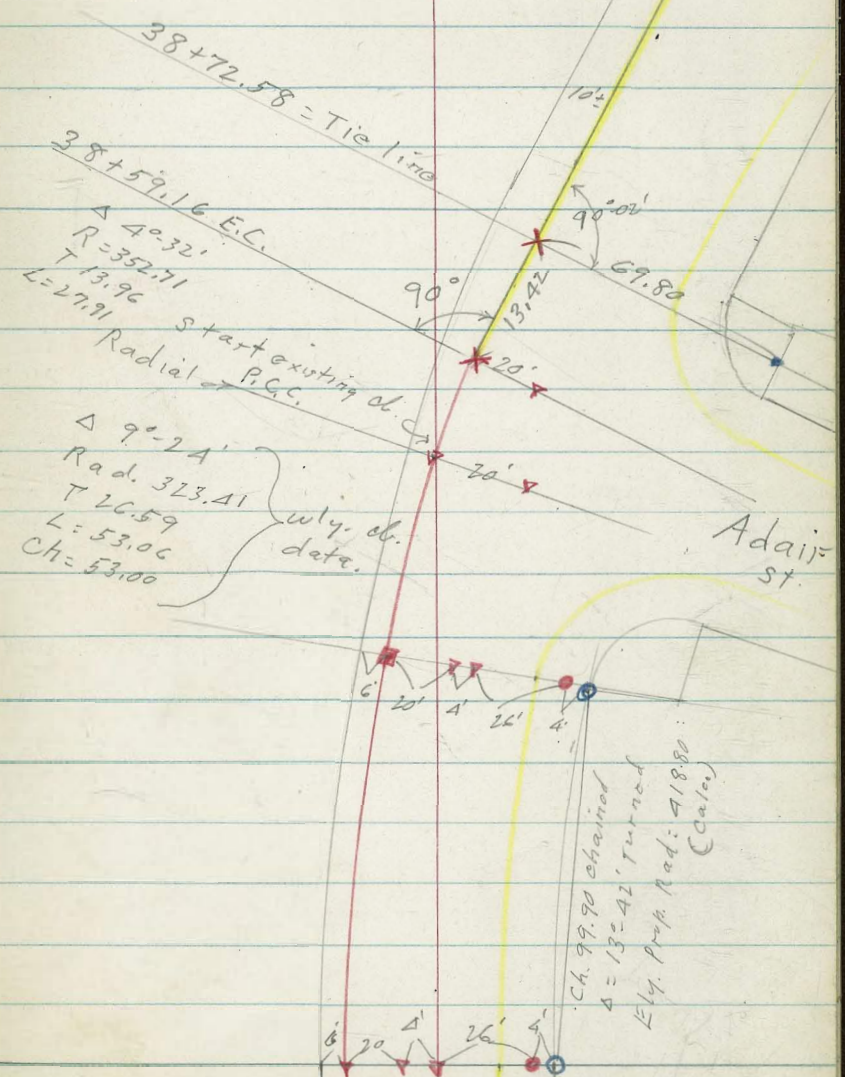 38+72.58 = Tie line
10'±
38+59.16 E.C.
90°-02'
69.80
Δ 4°-32'
R=352.71
T 13.96
L=27.91
90°
13.42
start existing cb.
20'
Radial → P.C.C.
20'
Δ 9°-24'
Rad. 323.41
T 26.59
L=53.06
Ch=53.00
wly. cb.
data.
Adair
St.
6'
20'
4'
26'
4'
Ch. 99.90 chained
Δ = 13°-42' Turned
Ely. Prop. Rad = 418.80
(calc.)
6'
20
4'
26'
4'